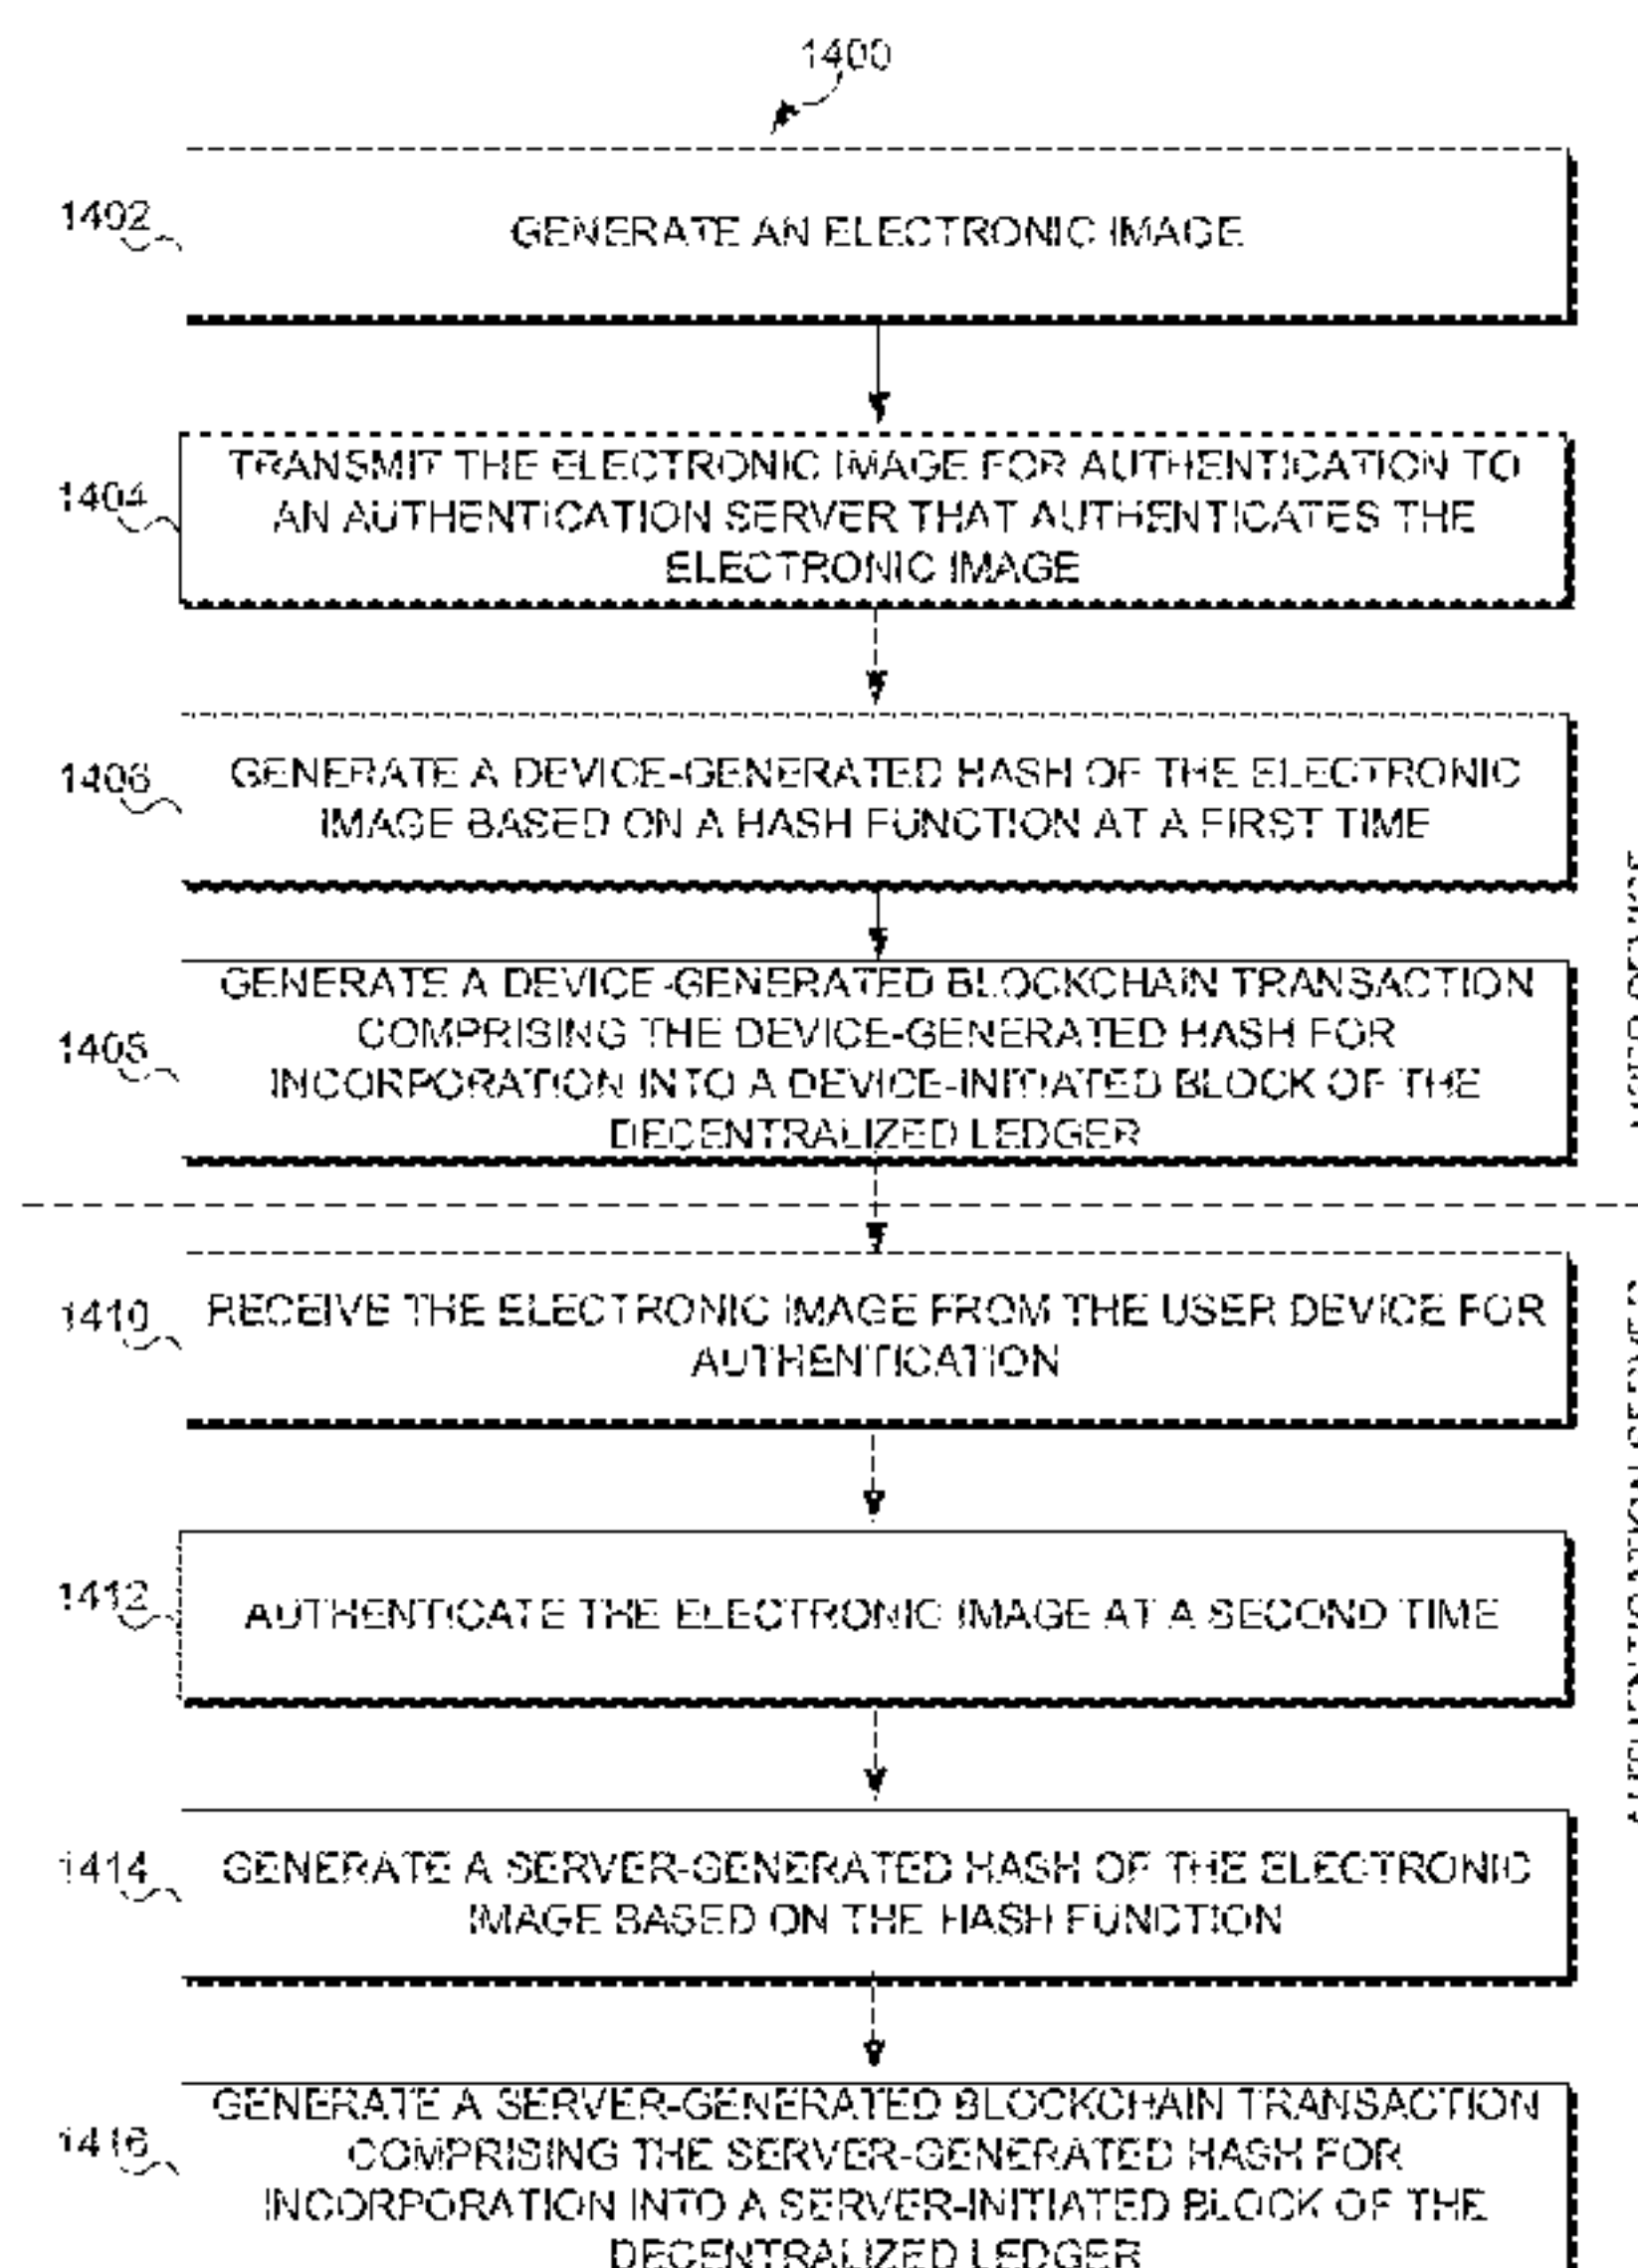 1400
1402
GENERATE AN ELECTRONIC IMAGE
1404
TRANSMIT THE ELECTRONIC IMAGE FOR AUTHENTICATION TO
AN AUTHENTICATION SERVER THAT AUTHENTICATES THE
ELECTRONIC IMAGE
1406
GENERATE A DEVICE-GENERATED HASH OF THE ELECTRONIC
IMAGE BASED ON A HASH FUNCTION AT A FIRST TIME
GENERATE A DEVICE-GENERATED BLOCKCHAIN TRANSACTION
COMPRISING THE DEVICE-GENERATED HASH FOR
INCORPORATION INTO A DEVICE-INITIATED BLOCK OF THE
DECENTRALIZED LEDGER
1410
RECEIVE THE ELECTRONIC IMAGE FROM THE USER DEVICE FOR
AUTHENTICATION
1412
AUTHENTICATE THE ELECTRONIC IMAGE AT A SECOND TIME
1414
GENERATE A SERVER-GENERATED HASH OF THE ELECTRONIC
IMAGE BASED ON THE HASH FUNCTION
1416
GENERATE A SERVER-GENERATED BLOCKCHAIN TRANSACTION
COMPRISING THE SERVER-GENERATED HASH FOR
INCORPORATION INTO A SERVER-INITIATED BLOCK OF THE
DECENTRALIZED LEDGER